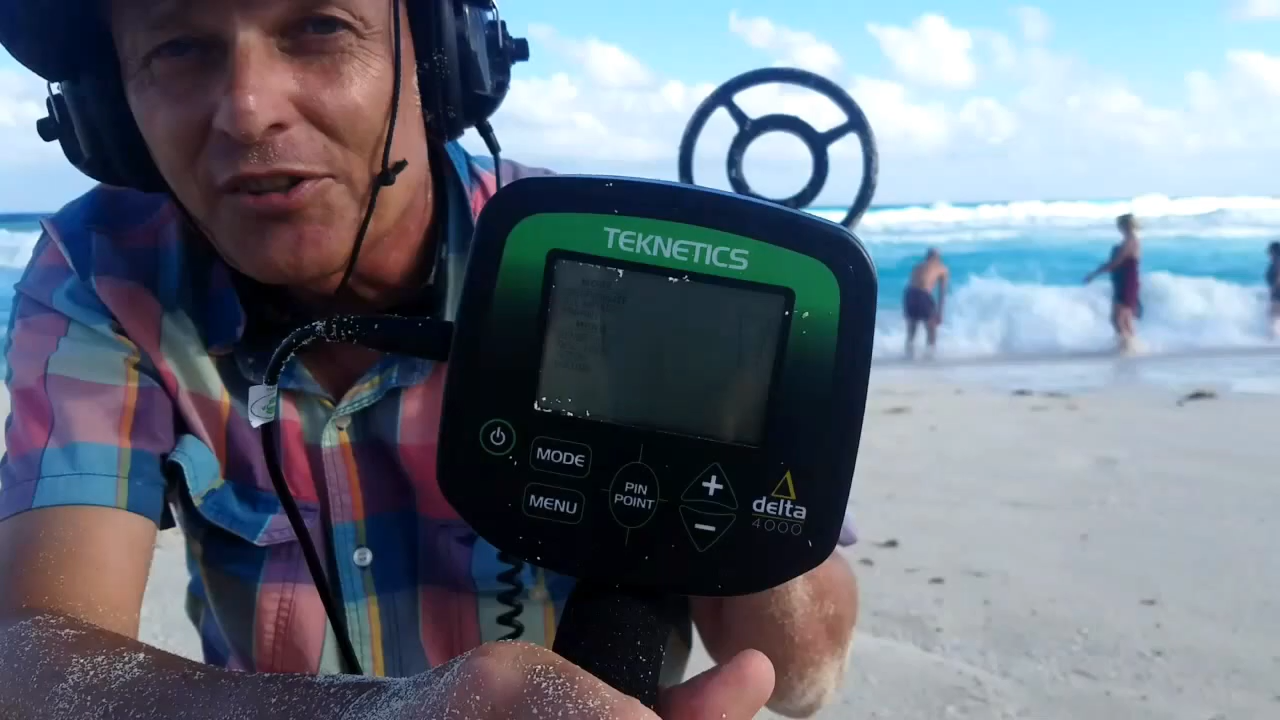 TEKNETICS
MODE
MENU
PIN
POINT
+
−
delta
4000